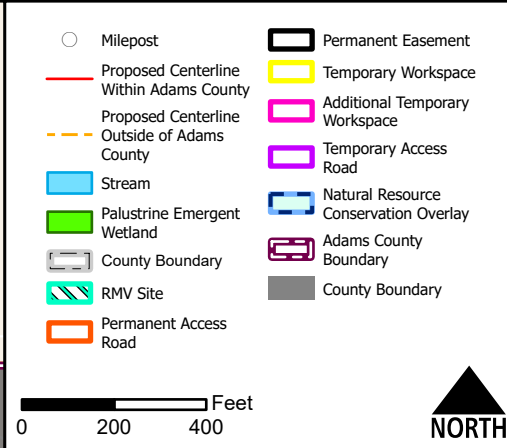 Milepost
Proposed Centerline
Within Adams County
Proposed Centerline
Outside of Adams
County
Stream
Palustrine Emergent
Wetland
County Boundary
RMV Site
Permanent Access
Road
Permanent Easement
Temporary Workspace
Additional Temporary
Workspace
Temporary Access
Road
Natural Resource
Conservation Overlay
Adams County
Boundary
County Boundary
Feet
0 200 400
NORTH